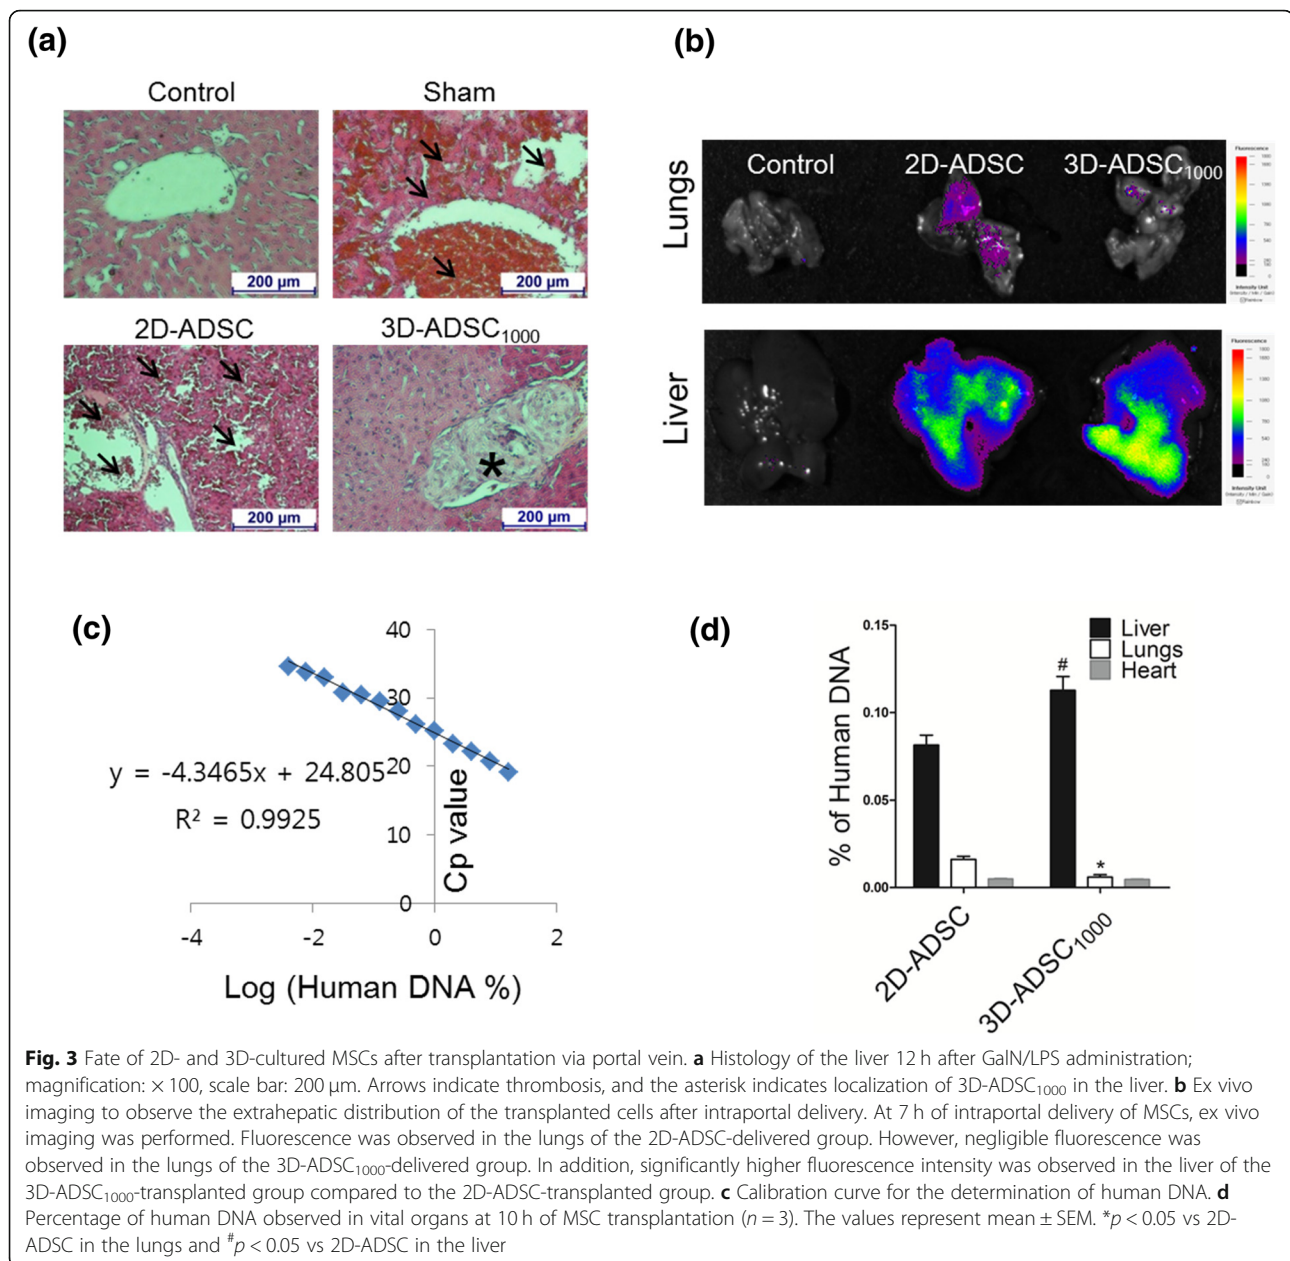 (a)
Control
Sham
200 µm
200 µm
2D-ADSC
3D-ADSC1000
*
200 µm
200 µm
(b)
Lungs
Control
2D-ADSC
3D-ADSC1000
Fluorescence
Intensity Unit
Liver
Fluorescence
Intensity Unit
(c)
40
30
20
10
0
Cp value
y = -4.3465x + 24.805
R² = 0.9925
-4
-2
0
2
Log (Human DNA %)
(d)
% of Human DNA
0.15
0.10
0.05
0.00
Liver
Lungs
Heart
#
*
2D-ADSC
3D-ADSC1000
Fig. 3 Fate of 2D- and 3D-cultured MSCs after transplantation via portal vein. a Histology of the liver 12 h after GalN/LPS administration;
magnification: × 100, scale bar: 200 µm. Arrows indicate thrombosis, and the asterisk indicates localization of 3D-ADSC1000 in the liver. b Ex vivo
imaging to observe the extrahepatic distribution of the transplanted cells after intraportal delivery. At 7 h of intraportal delivery of MSCs, ex vivo
imaging was performed. Fluorescence was observed in the lungs of the 2D-ADSC-delivered group. However, negligible fluorescence was
observed in the lungs of the 3D-ADSC1000-delivered group. In addition, significantly higher fluorescence intensity was observed in the liver of the
3D-ADSC1000-transplanted group compared to the 2D-ADSC-transplanted group. c Calibration curve for the determination of human DNA. d
Percentage of human DNA observed in vital organs at 10 h of MSC transplantation (n = 3). The values represent mean ± SEM. *p < 0.05 vs 2D-
ADSC in the lungs and #p < 0.05 vs 2D-ADSC in the liver